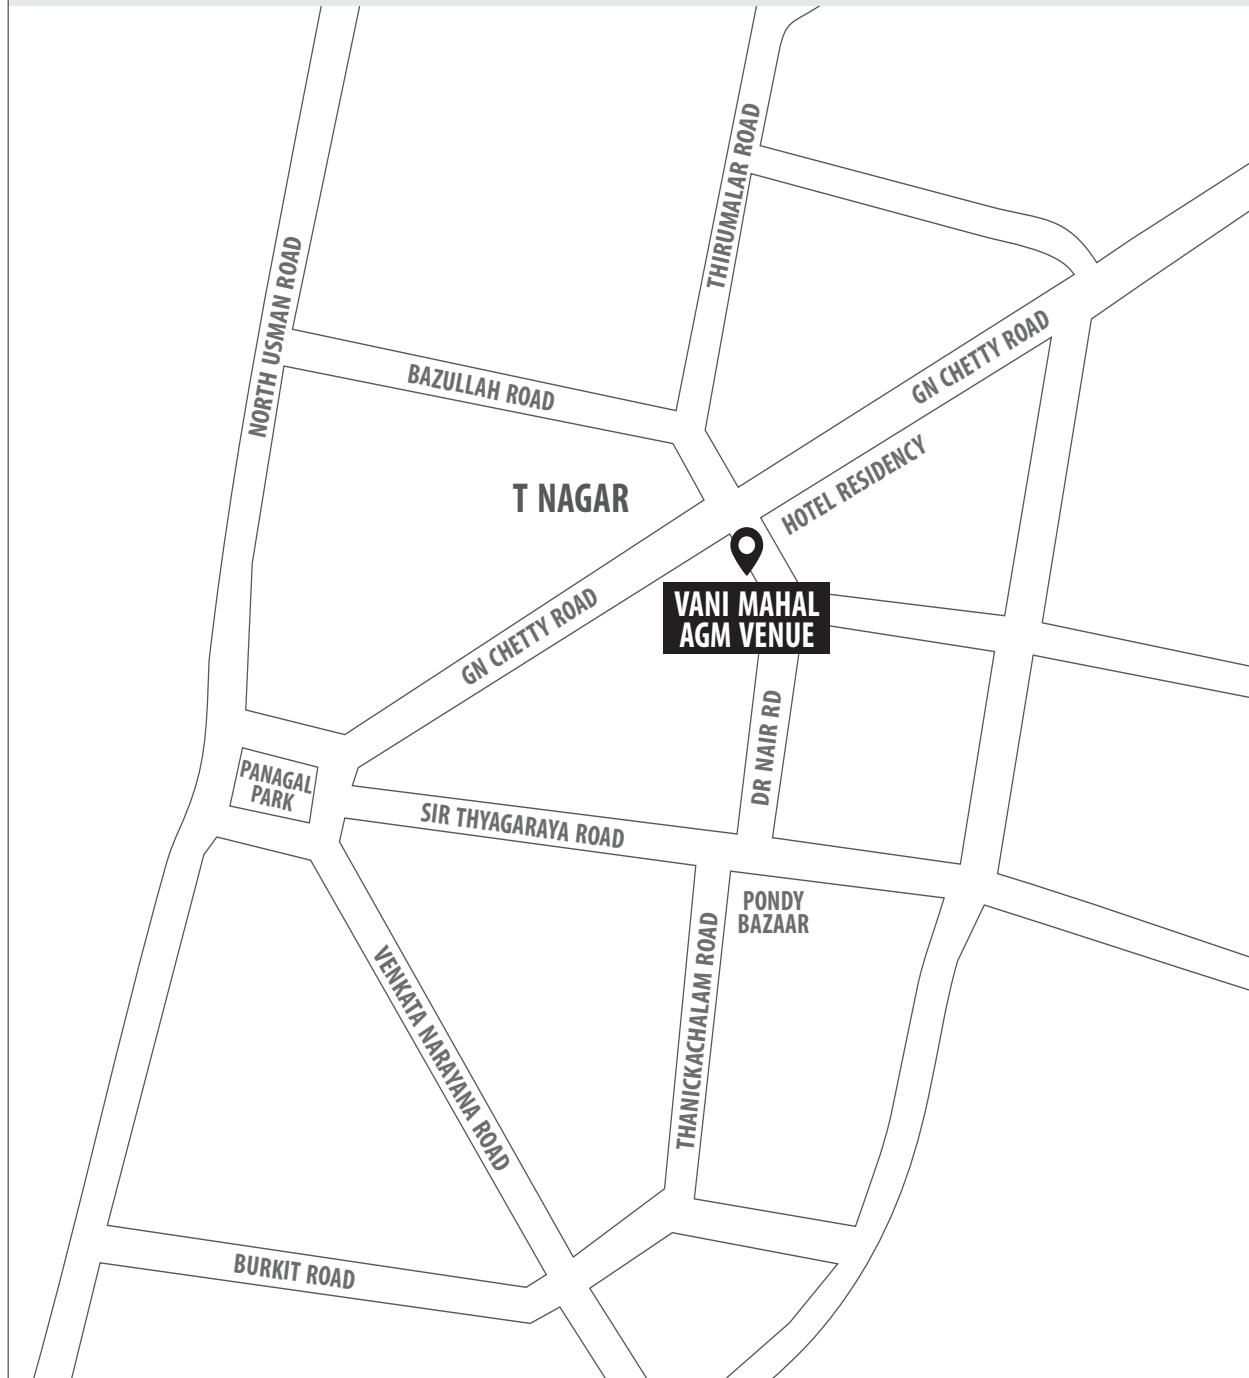 THIRUMALAR ROAD
NORTH USMAN ROAD
GN CHETTY ROAD
BAZULLAH ROAD
HOTEL RESIDENCY
T NAGAR
VANI MAHAL
AGM VENUE
GN CHETTY ROAD
DR NAIR RD
PANAGAL
PARK
SIR THYAGARAYA ROAD
PONDY
BAZAAR
THANICKACHALAM ROAD
VENKATA NARAYANA ROAD
BURKIT ROAD